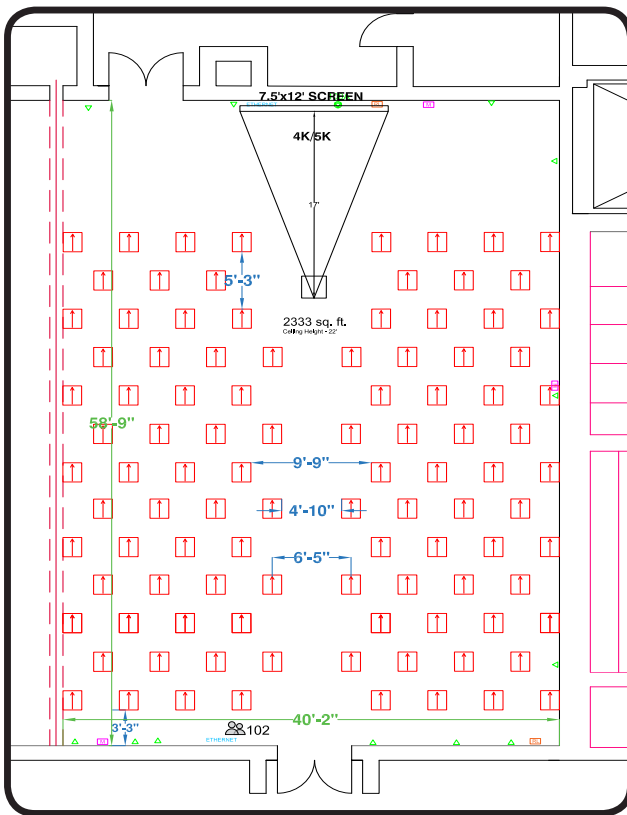 7.5'x12' SCREEN
ETHERNET
4K/5K
17'
5'-3"
2333 sq. ft.
Ceiling Height - 22'
58'-9"
9'-9"
4'-10"
6'-5"
40'-2"
3'-3"
102
ETHERNET